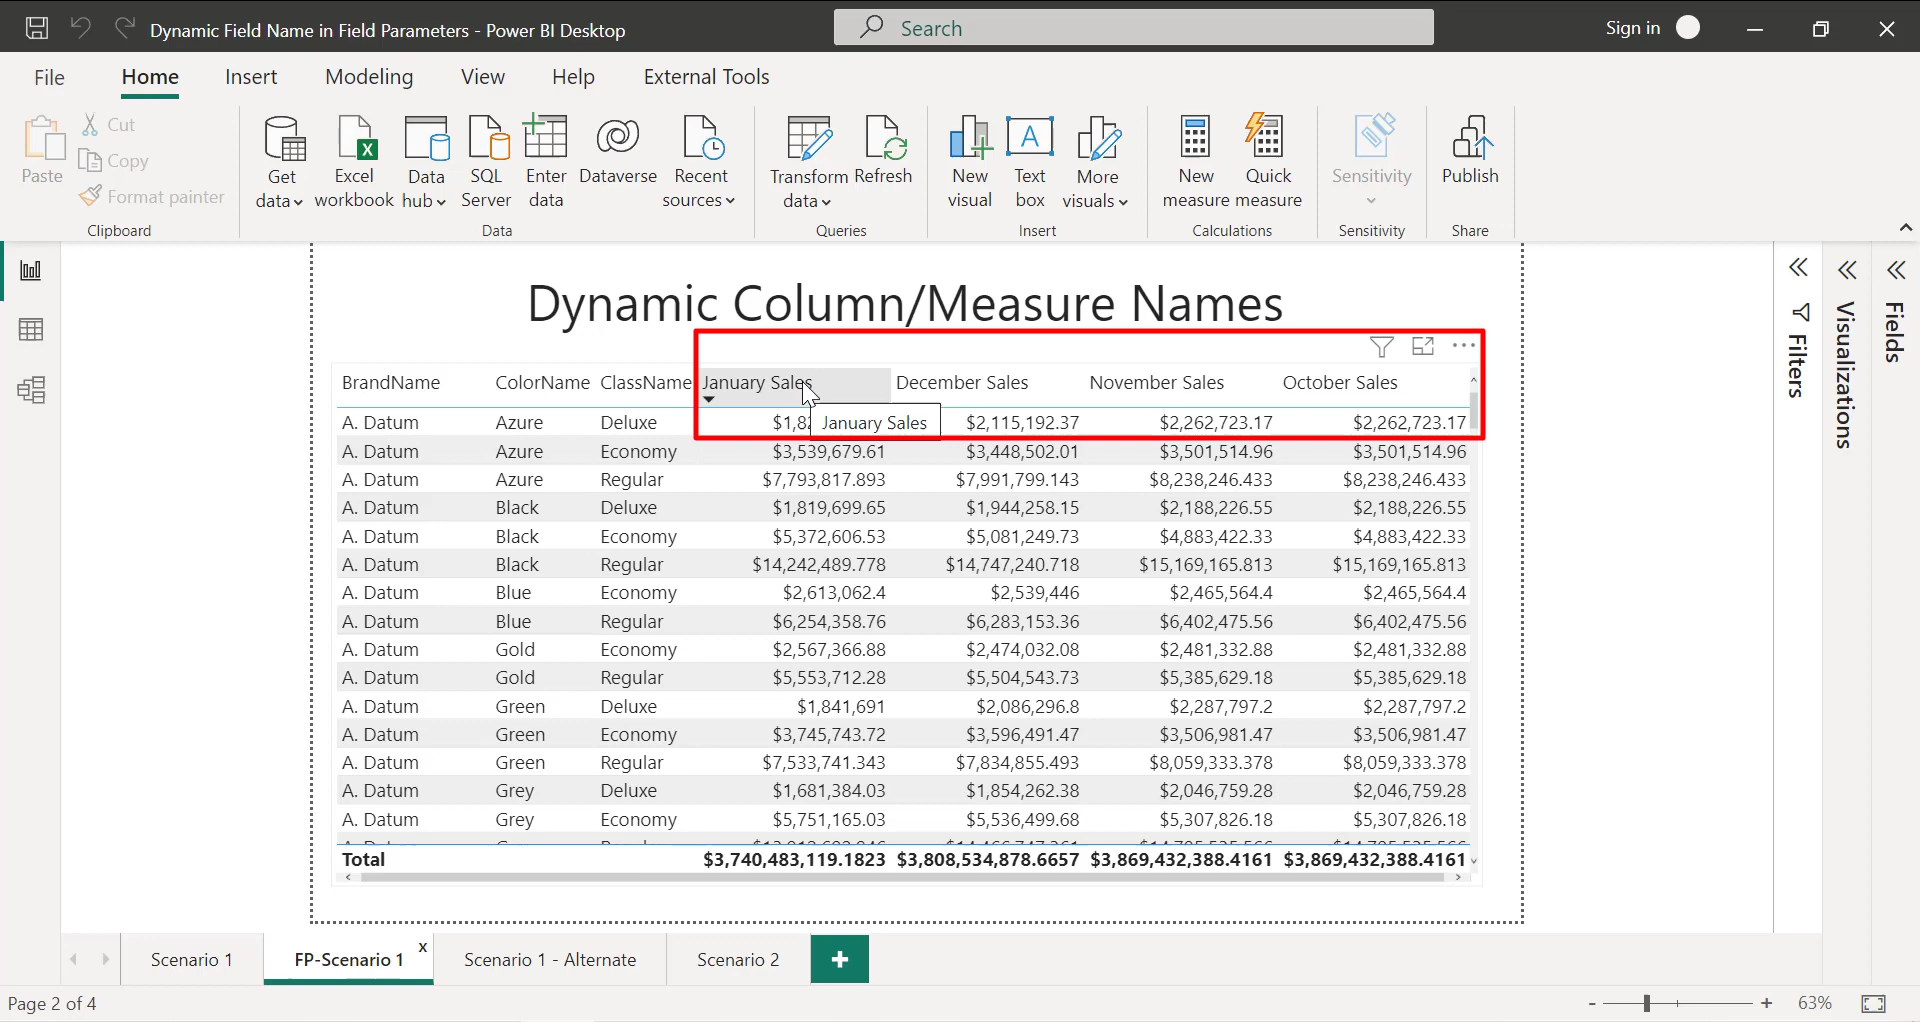 Dynamic Field Name in Field Parameters - Power BI Desktop
Search
Sign in
File Home Insert Modeling View Help External Tools
Paste
Cut
Copy
Format painter
Clipboard
Get data
Excel workbook
Data hub
SQL Server
Enter data
Dataverse
Recent sources
Data
Transform data
Refresh
Queries
New visual
Text box
More visuals
Insert
New measure
Quick measure
Calculations
Sensitivity
Sensitivity
Publish
Share
Dynamic Column/Measure Names
BrandName ColorName ClassName January Sales December Sales November Sales October Sales
January Sales
A. Datum Azure Deluxe $1,82 $2,115,192.37 $2,262,723.17 $2,262,723.17
A. Datum Azure Economy $3,539,679.61 $3,448,502.01 $3,501,514.96 $3,501,514.96
A. Datum Azure Regular $7,793,817.893 $7,991,799.143 $8,238,246.433 $8,238,246.433
A. Datum Black Deluxe $1,819,699.65 $1,944,258.15 $2,188,226.55 $2,188,226.55
A. Datum Black Economy $5,372,606.53 $5,081,249.73 $4,883,422.33 $4,883,422.33
A. Datum Black Regular $14,242,489.778 $14,747,240.718 $15,169,165.813 $15,169,165.813
A. Datum Blue Economy $2,613,062.4 $2,539,446 $2,465,564.4 $2,465,564.4
A. Datum Blue Regular $6,254,358.76 $6,283,153.36 $6,402,475.56 $6,402,475.56
A. Datum Gold Economy $2,567,366.88 $2,474,032.08 $2,481,332.88 $2,481,332.88
A. Datum Gold Regular $5,553,712.28 $5,504,543.73 $5,385,629.18 $5,385,629.18
A. Datum Green Deluxe $1,841,691 $2,086,296.8 $2,287,797.2 $2,287,797.2
A. Datum Green Economy $3,745,743.72 $3,596,491.47 $3,506,981.47 $3,506,981.47
A. Datum Green Regular $7,533,741.343 $7,834,855.493 $8,059,333.378 $8,059,333.378
A. Datum Grey Deluxe $1,681,384.03 $1,854,262.38 $2,046,759.28 $2,046,759.28
A. Datum Grey Economy $5,751,165.03 $5,536,499.68 $5,307,826.18 $5,307,826.18
Total $3,740,483,119.1823 $3,808,534,878.6657 $3,869,432,388.4161 $3,869,432,388.4161
Filters
Visualizations
Fields
Scenario 1
FP-Scenario 1 x
Scenario 1 - Alternate
Scenario 2
+
Page 2 of 4
- + 63%